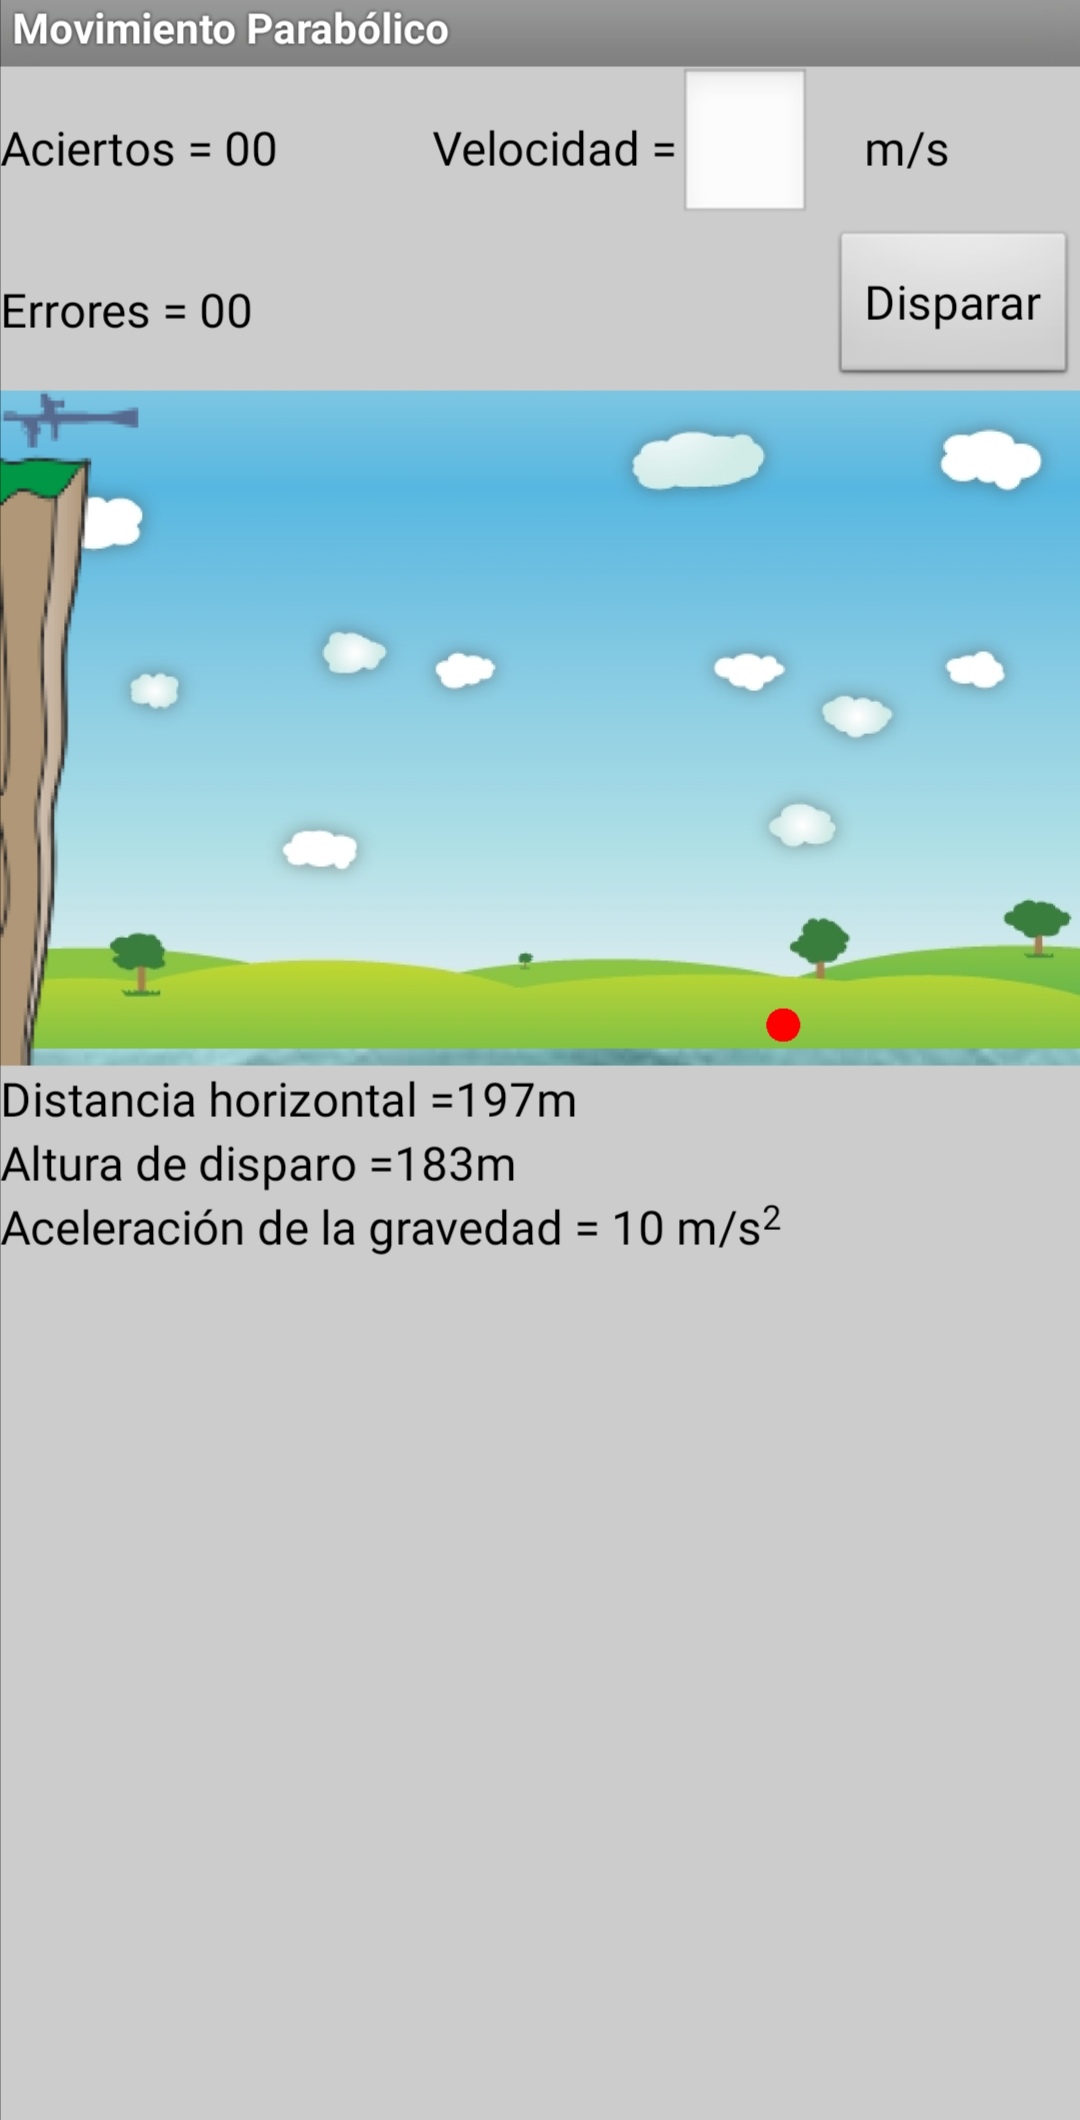 Movimiento Parabólico
Aciertos = 00 Velocidad = m/s
Errores = 00 Disparar
Distancia horizontal =197m
Altura de disparo =183m
Aceleración de la gravedad = 10 m/s²